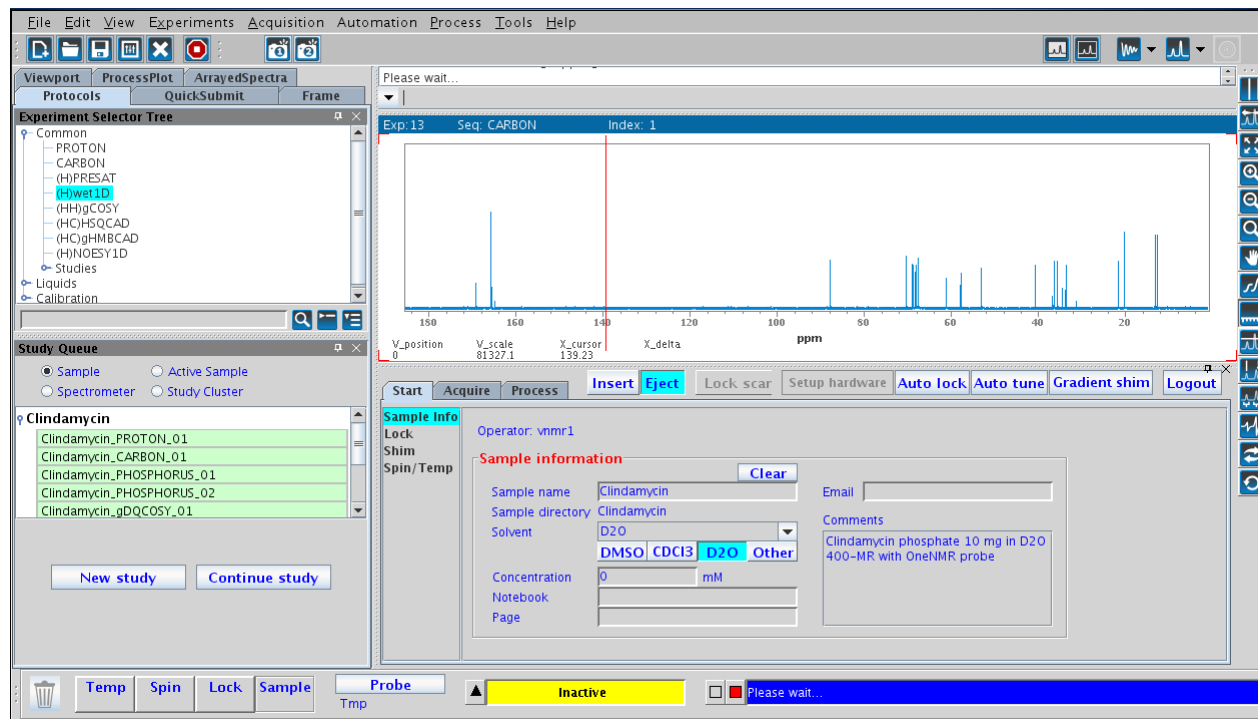 File Edit View Experiments Acquisition Automation Process Tools Help
Viewport ProcessPlot ArrayedSpectra
Protocols QuickSubmit Frame
Experiment Selector Tree
Common
PROTON
CARBON
(H)PRESAT
(H)wet1D
(HH)gCOSY
(HC)HSQCAD
(HC)gHMBCAD
(H)NOESY1D
Studies
Liquids
Calibration
Study Queue
Sample Active Sample
Spectrometer Study Cluster
Clindamycin
Clindamycin_PROTON_01
Clindamycin_CARBON_01
Clindamycin_PHOSPHORUS_01
Clindamycin_PHOSPHORUS_02
Clindamycin_gDQCOSY_01
New study Continue study
Please wait...
Exp:13 Seq: CARBON Index: 1
150 160 140 120 100 80 60 40 20
ppm
V_position V_scale X_cursor X_delta
0 81327.1 139.23
Start Acquire Process Insert Eject Lock scar Setup hardware Auto lock Auto tune Gradient shim Logout
Sample Info
Lock
Shim
Spin/Temp
Operator: vnmr1
Sample information
Clear
Sample name Clindamycin Email
Sample directory Clindamycin
Comments
Solvent D2O
DMSO CDCl3 D2O Other
Clindamycin phosphate 10 mg in D2O
400-MR with OneNMR probe
Concentration 0 mM
Notebook
Page
Temp Spin Lock Sample Probe
Tmp
Inactive
Please wait...